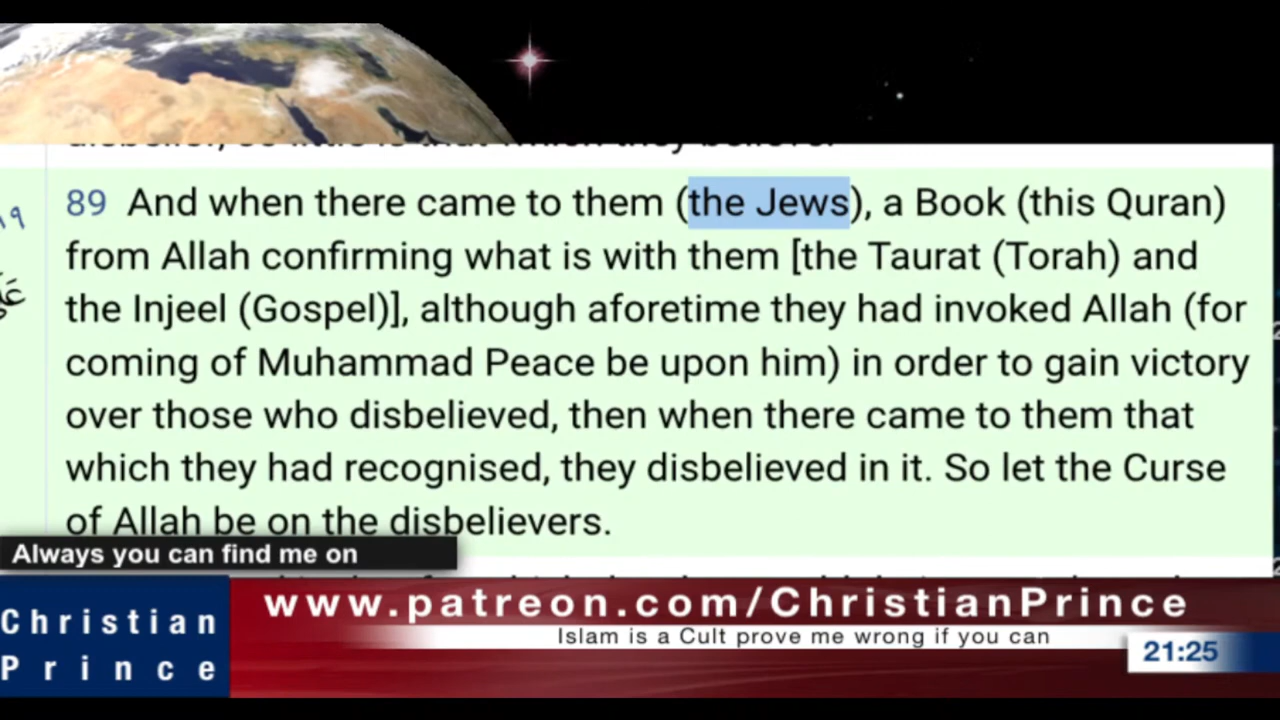 89 And when there came to them (the Jews), a Book (this Quran)
from Allah confirming what is with them [the Taurat (Torah) and
the Injeel (Gospel)], although aforetime they had invoked Allah (for
coming of Muhammad Peace be upon him) in order to gain victory
over those who disbelieved, then when there came to them that
which they had recognised, they disbelieved in it. So let the Curse
of Allah be on the disbelievers.
Always you can find me on
Christian
Prince
www.patreon.com/ChristianPrince
Islam is a Cult prove me wrong if you can
21:25